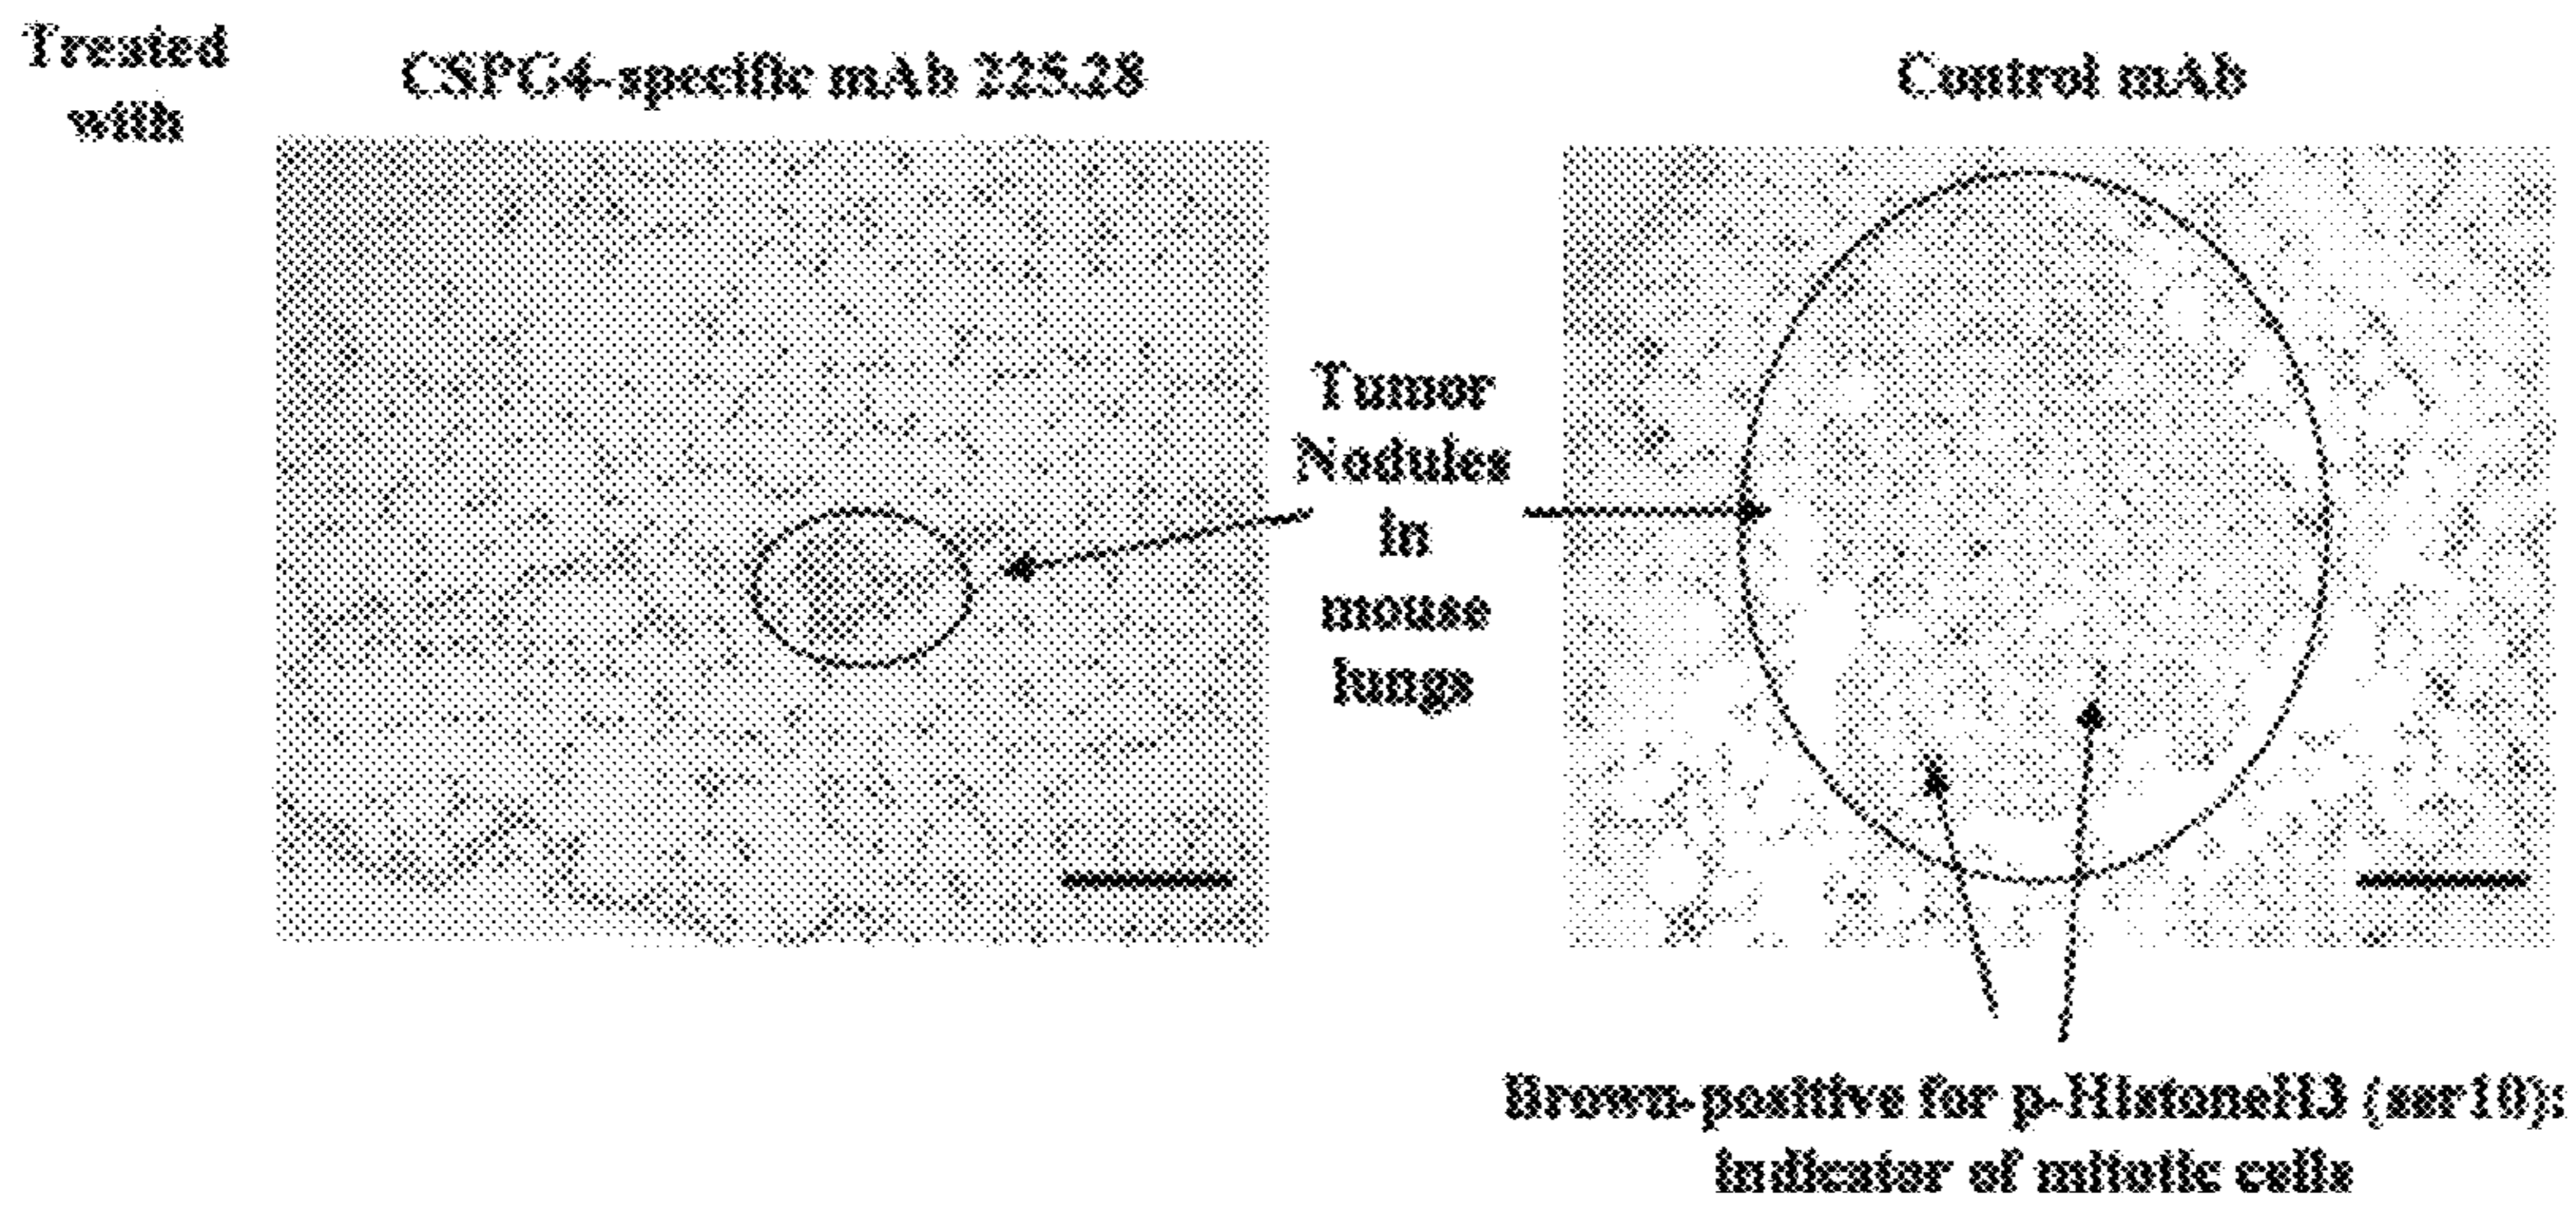 Treated
with
CSPG4-specific mAb 225.28
Control mAb
Tumor
Nodules
in
mouse
lungs
Brown-positive for p-HistoneH3 (ser10):
indicator of mitotic cells